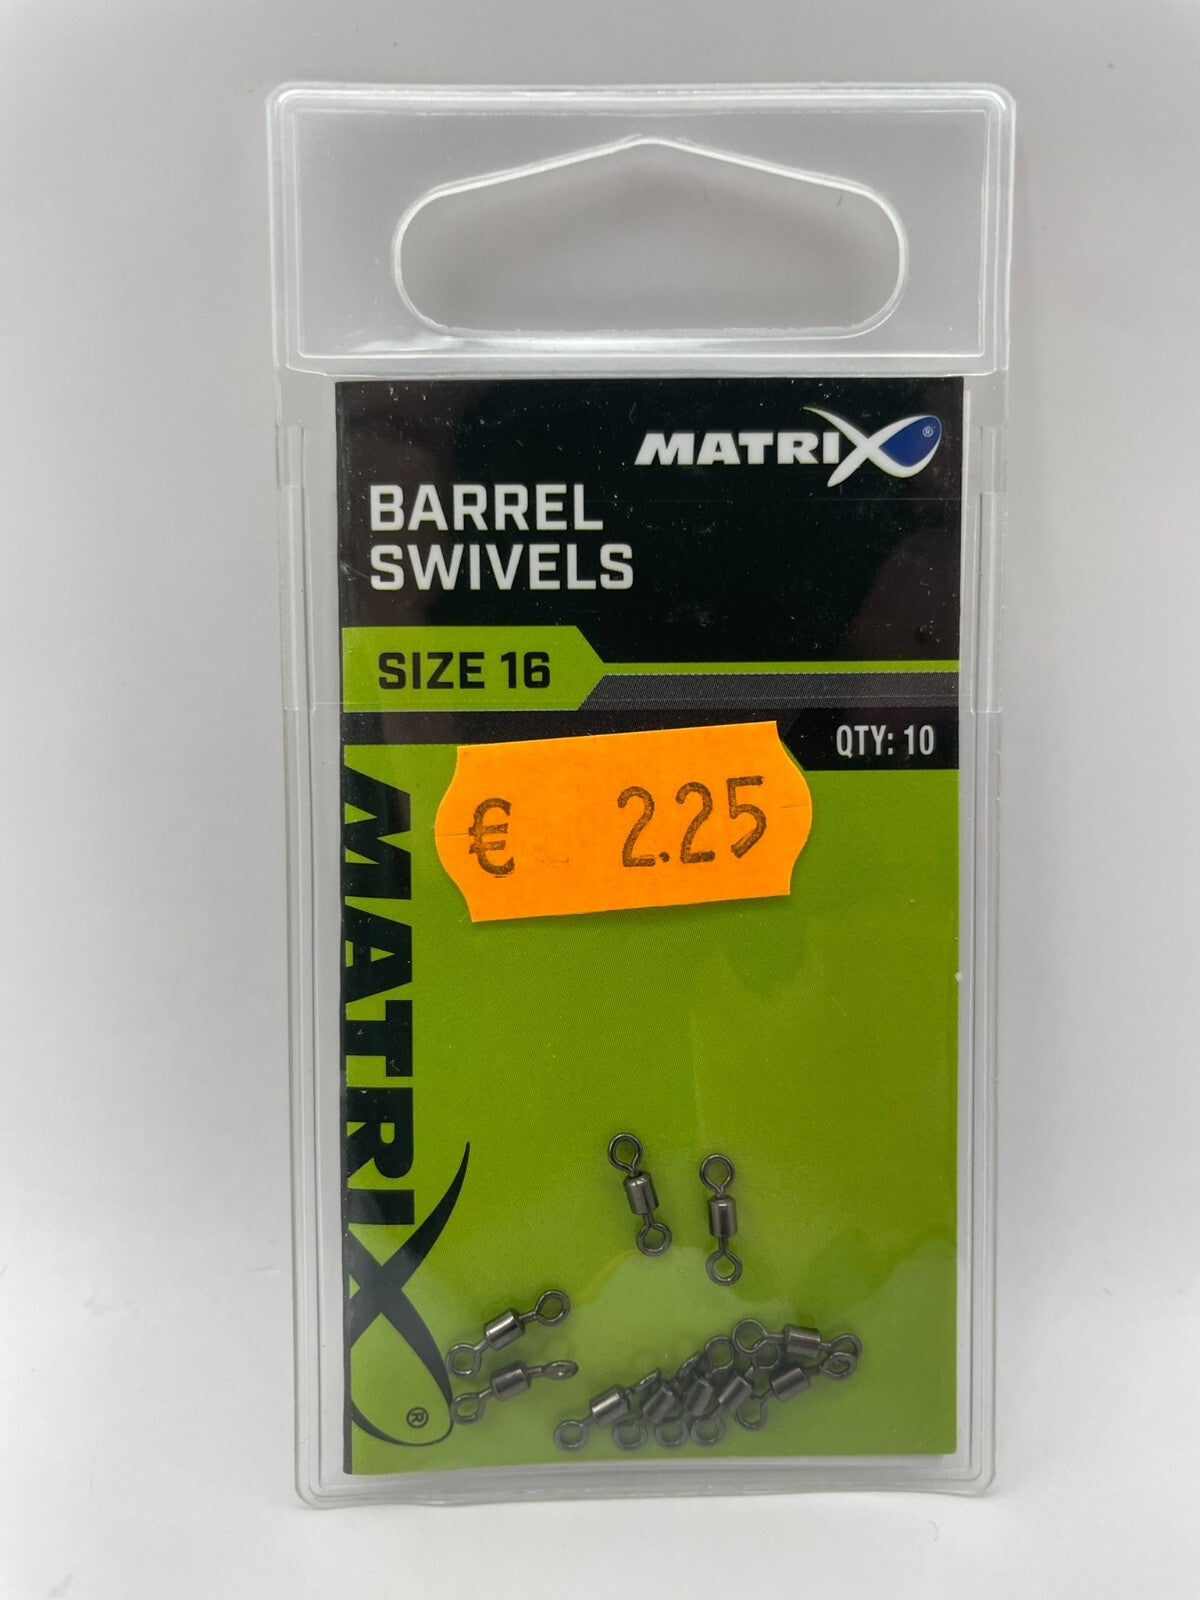 MATRIX®
BARREL
SWIVELS
SIZE 16
QTY: 10
€ 2.25
MATRIX®